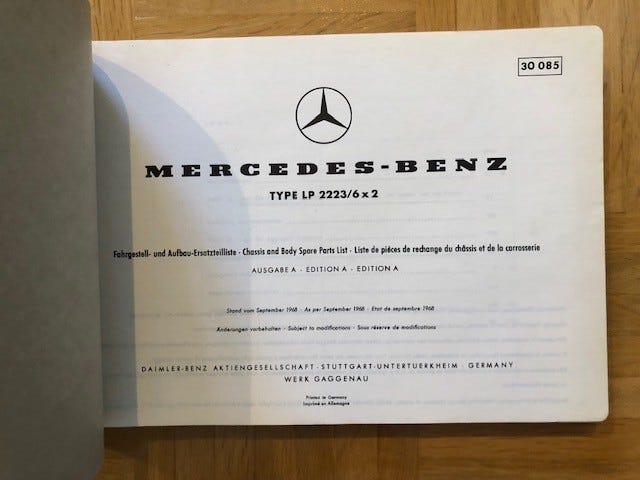 30 085
MERCEDES-BENZ
TYPE LP 2223/6x2
Fahrgestell- und Aufbau-Ersatzteilliste · Chassis and Body Spare Parts List · Liste de pièces de rechange du châssis et de la carrosserie
AUSGABE A · EDITION A · EDITION A
Stand vom September 1968 · As per September 1968 · Etat de septembre 1968
Änderungen vorbehalten · Subject to modifications · Sous réserve de modifications
DAIMLER-BENZ AKTIENGESELLSCHAFT · STUTTGART-UNTERTUERKHEIM · GERMANY
WERK GAGGENAU
Printed in Germany
Imprimé en Allemagne